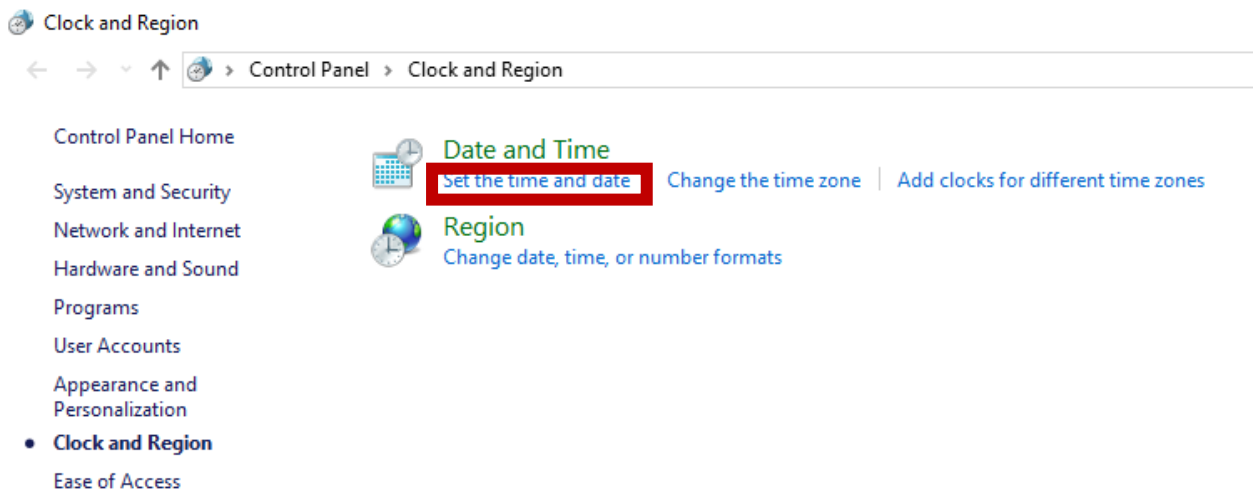 Clock and Region
Control Panel > Clock and Region
Control Panel Home
System and Security
Network and Internet
Hardware and Sound
Programs
User Accounts
Appearance and
Personalization
Clock and Region
Ease of Access
Date and Time
Set the time and date Change the time zone Add clocks for different time zones
Region
Change date, time, or number formats